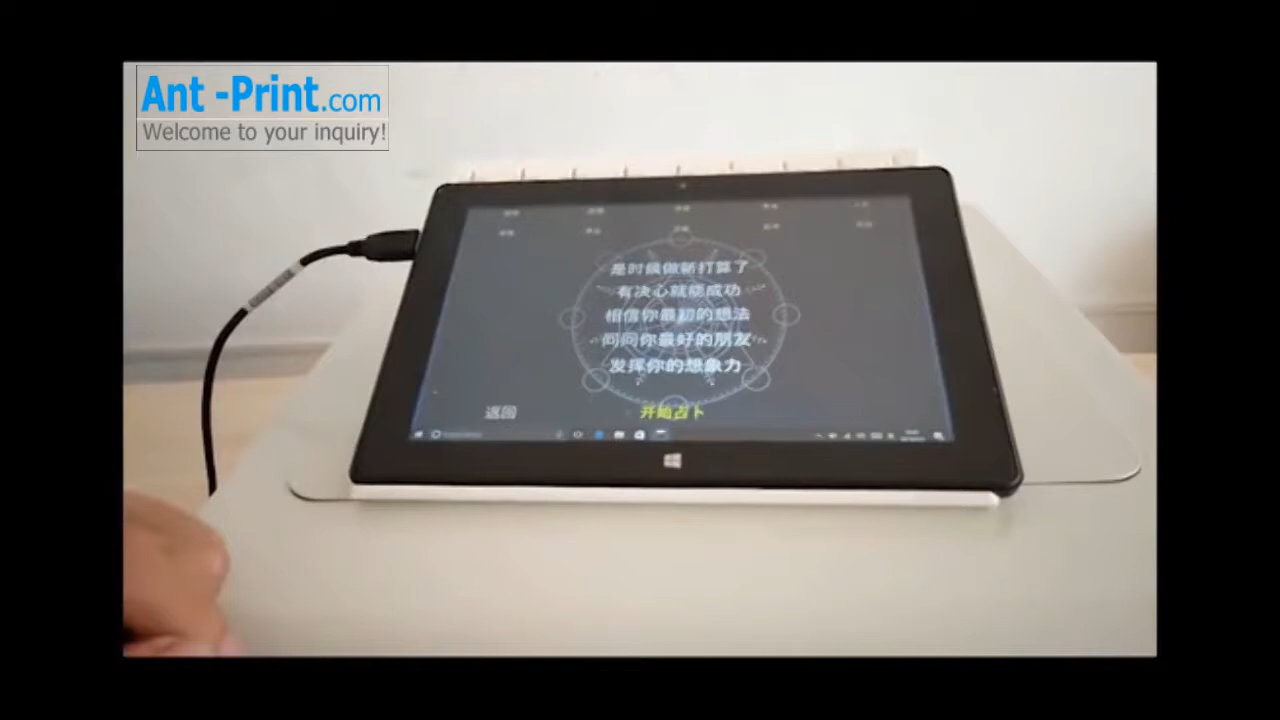 Ant -Print.com
Welcome to your inquiry!
是时候做新打算了
有决心就能成功
相信你最初的想法
问问你最好的朋友
发挥你的想象力
返回
开始占卜